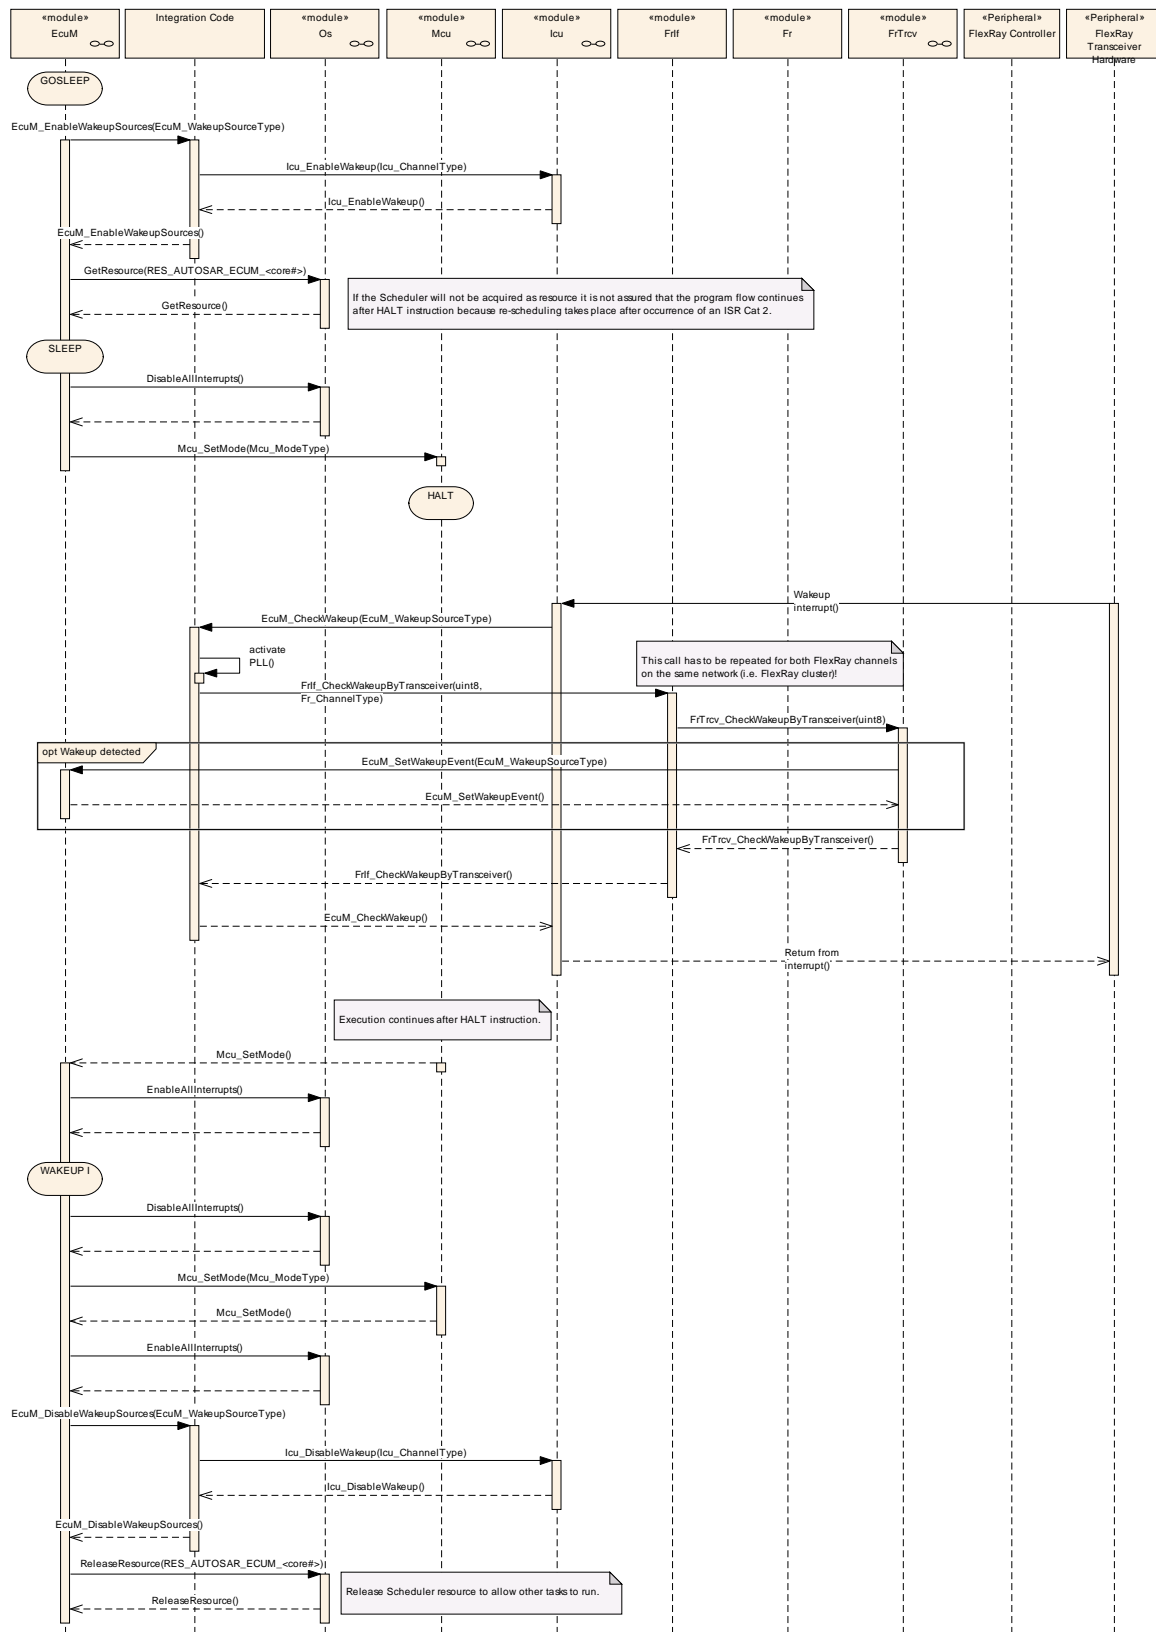 «module»
EcuM
Integration Code
«module»
Os
«module»
Mcu
«module»
Icu
«module»
FrIf
«module»
Fr
«module»
FrTrcv
«Peripheral»
FlexRay Controller
«Peripheral»
FlexRay
Transceiver
Hardware
GOSLEEP
EcuM_EnableWakeupSources(EcuM_WakeupSourceType)
Icu_EnableWakeup(Icu_ChannelType)
Icu_EnableWakeup()
EcuM_EnableWakeupSources()
GetResource(RES_AUTOSAR_ECUM_<core#>)
If the Scheduler will not be acquired as resource it is not assured that the program flow continues
after HALT instruction because re-scheduling takes place after occurrence of an ISR Cat 2.
GetResource()
SLEEP
DisableAllInterrupts()
Mcu_SetMode(Mcu_ModeType)
HALT
Wakeup
interrupt()
EcuM_CheckWakeup(EcuM_WakeupSourceType)
activate
PLL()
This call has to be repeated for both FlexRay channels
on the same network (i.e. FlexRay cluster)!
FrIf_CheckWakeupByTransceiver(uint8,
Fr_ChannelType)
FrTrcv_CheckWakeupByTransceiver(uint8)
opt Wakeup detected
EcuM_SetWakeupEvent(EcuM_WakeupSourceType)
EcuM_SetWakeupEvent()
FrTrcv_CheckWakeupByTransceiver()
FrIf_CheckWakeupByTransceiver()
EcuM_CheckWakeup()
Return from
interrupt()
Execution continues after HALT instruction.
Mcu_SetMode()
EnableAllInterrupts()
WAKEUP I
DisableAllInterrupts()
Mcu_SetMode(Mcu_ModeType)
Mcu_SetMode()
EnableAllInterrupts()
EcuM_DisableWakeupSources(EcuM_WakeupSourceType)
Icu_DisableWakeup(Icu_ChannelType)
Icu_DisableWakeup()
EcuM_DisableWakeupSources()
ReleaseResource(RES_AUTOSAR_ECUM_<core#>)
Release Scheduler resource to allow other tasks to run.
ReleaseResource()